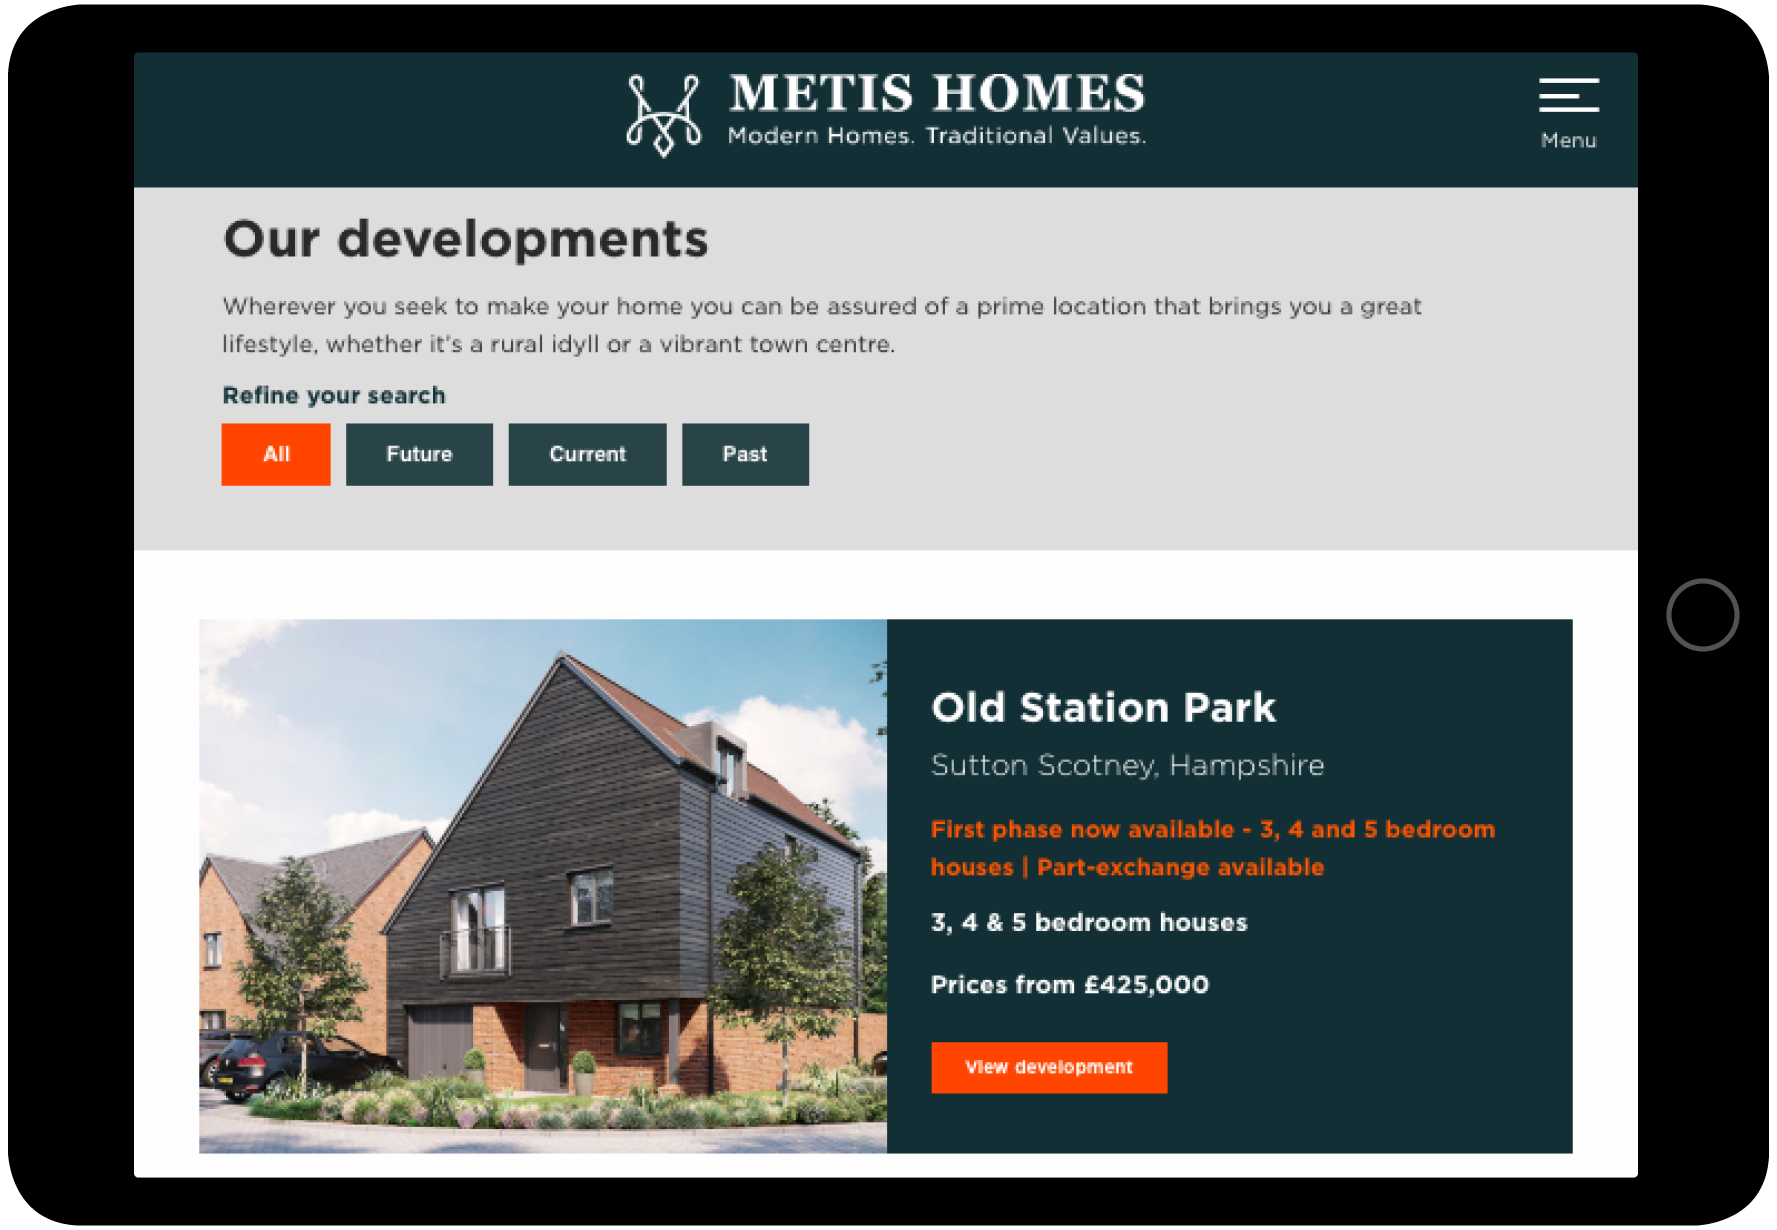 METIS HOMES
Modern Homes. Traditional Values.
Menu
Our developments
Wherever you seek to make your home you can be assured of a prime location that brings you a great
lifestyle, whether it's a rural idyll or a vibrant town centre.
Refine your search
All
Future
Current
Past
Old Station Park
Sutton Scotney, Hampshire
First phase now available - 3, 4 and 5 bedroom
houses | Part-exchange available
3, 4 & 5 bedroom houses
Prices from £425,000
View development